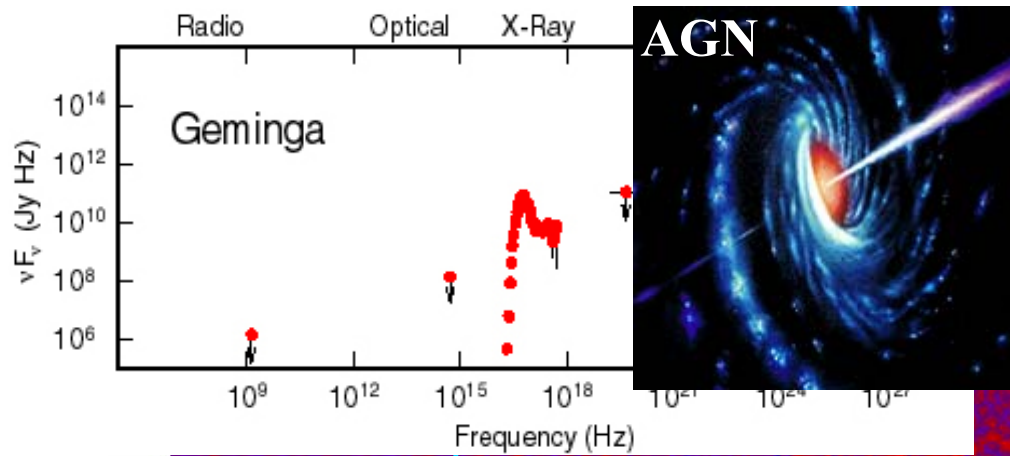 Radio Optical X-Ray
AGN
Geminga
νFν (Jy Hz)
10^14
10^12
10^10
10^8
10^6
10^9 10^12 10^15 10^18 10^21 10^24 10^27
Frequency (Hz)